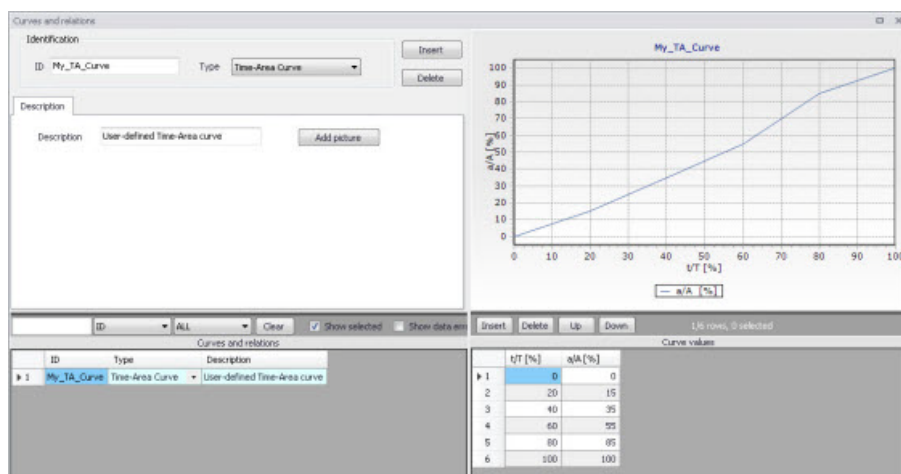 Curves and relations
Identification
ID My_TA_Curve Type Time-Area Curve
Insert
Delete
Description
Description User-defined Time-Area curve Add picture
My_TA_Curve
100
90
80
70
60
50
40
30
20
10
0
a/A [%]
0 10 20 30 40 50 60 70 80 90 100
t/T [%]
a/A [%]
ID ALL Clear Show selected Show data
Curves and relations
ID Type Description
1 My_TA_Curve Time-Area Curve User-defined Time-Area curve
Insert Delete Up Down 1/6 rows, 0 selected
Curve values
t/T [%] a/A [%]
1 0 0
2 20 15
3 40 35
4 60 55
5 80 85
6 100 100